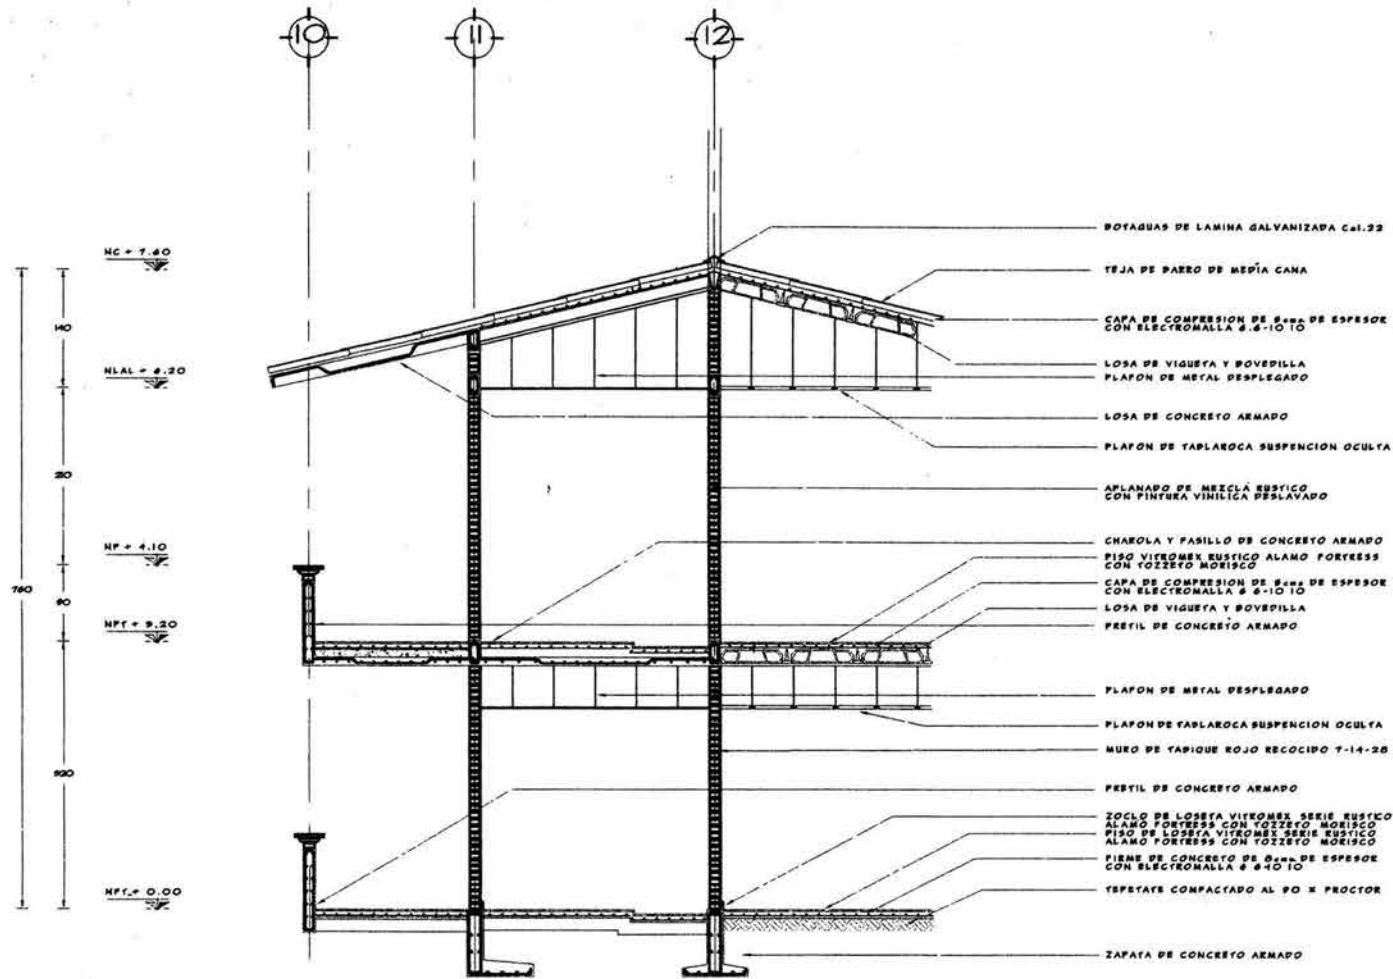 10 11 12
NC + 7.60
NLAL + 6.20
NP + 4.10
NPT + 3.20
NPT + 0.00
140
210
90
320
760
BOTAGUAS DE LAMINA GALVANIZADA Cal.22
TEJA DE BARRO DE MEDÍA CANA
CAPA DE COMPRESION DE 8cms DE ESPESOR
CON ELECTROMALLA 6.6-10 10
LOSA DE VIGUETA Y BOVEDILLA
PLAFON DE METAL DESPLEGADO
LOSA DE CONCRETO ARMADO
PLAFON DE TABLAROCA SUSPENCION OCULTA
APLANADO DE MEZCLA RUSTICO
CON PINTURA VINILICA DESLAVADO
CHAROLA Y PASILLO DE CONCRETO ARMADO
PISO VITROMEX RUSTICO ALAMO FORTRESS
CON TOZZETO MORISCO
CAPA DE COMPRESION DE 8cms DE ESPESOR
CON ELECTROMALLA 6 6-10 10
LOSA DE VIGUETA Y BOVEDILLA
PRETIL DE CONCRETO ARMADO
PLAFON DE METAL DESPLEGADO
PLAFON DE TABLAROCA SUSPENCION OCULTA
MURO DE TABIQUE ROJO RECOCIDO 7-14-28
PRETIL DE CONCRETO ARMADO
ZOCLO DE LOSETA VITROMEX SERIE RUSTICO
ALAMO FORTRESS CON TOZZETO MORISCO
PISO DE LOSETA VITROMEX SERIE RUSTICO
ALAMO FORTRESS CON TOZZETO MORISCO
FIRME DE CONCRETO DE 8cms DE ESPESOR
CON ELECTROMALLA 6 6-10 10
TEPETATE COMPACTADO AL 90 % PROCTOR
ZAPATA DE CONCRETO ARMADO